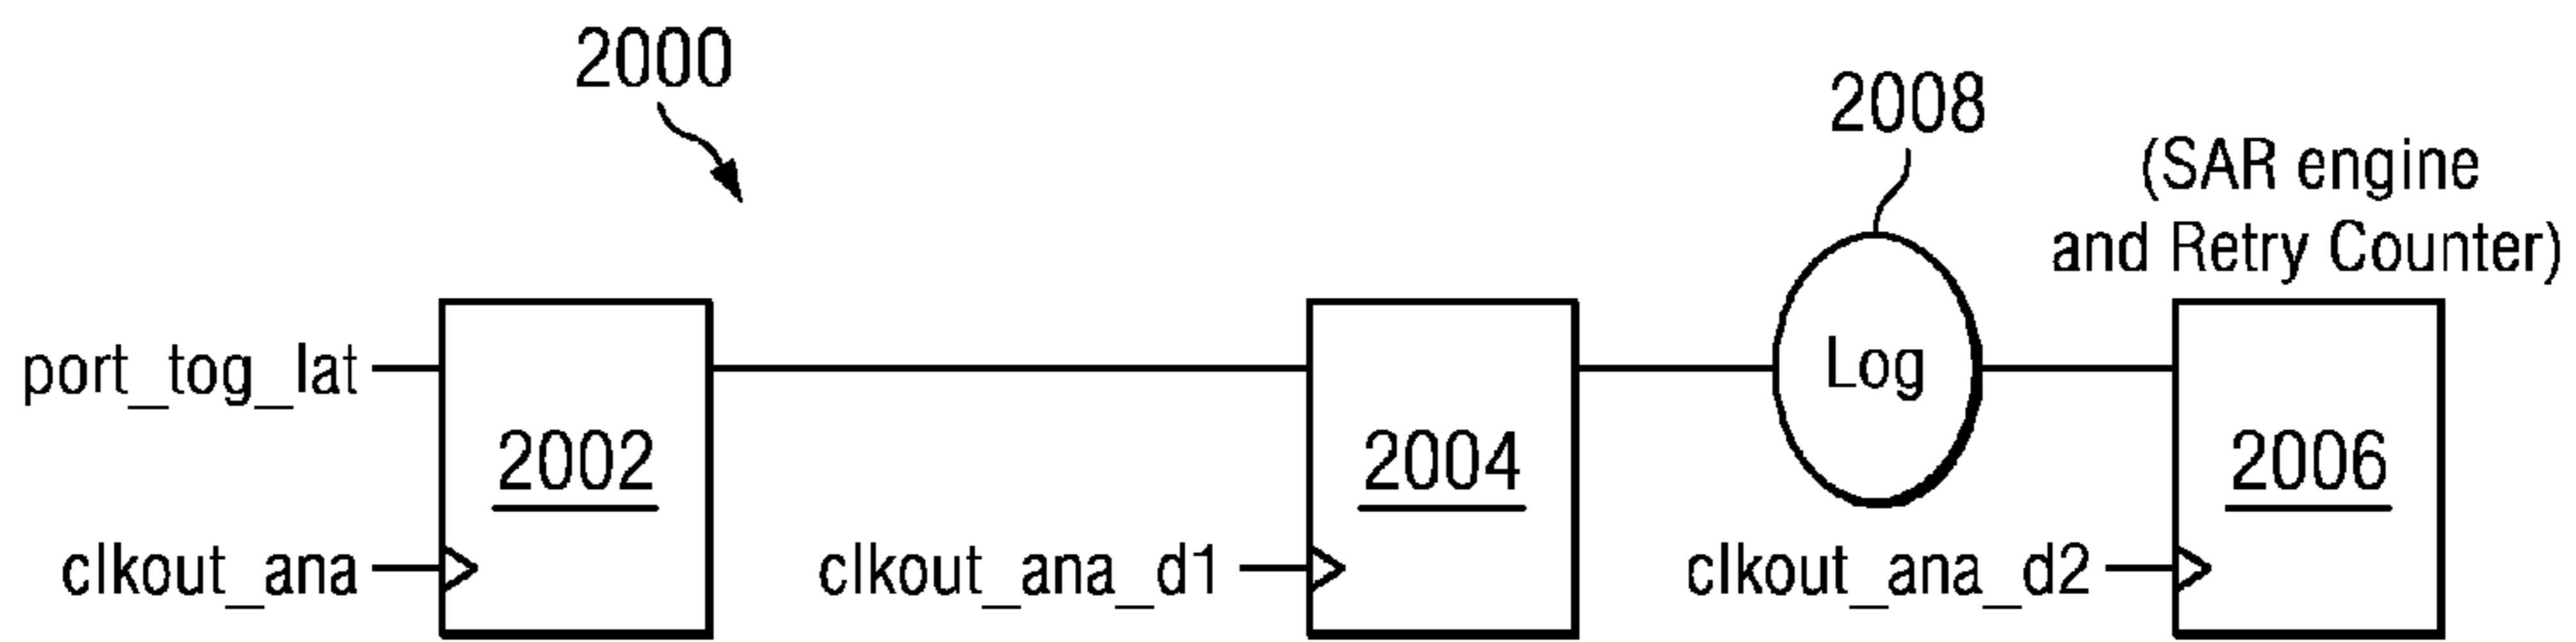 2000
2008
(SAR engine
and Retry Counter)
port_tog_lat
Log
2002
2004
2006
clkout_ana
clkout_ana_d1
clkout_ana_d2